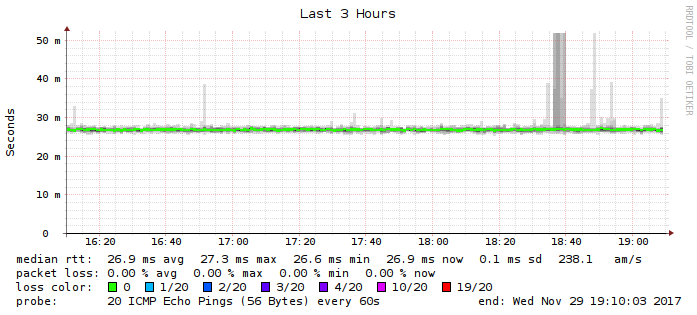 Last 3 Hours
RRDTOOL / TOBI OETIKER
Seconds
50 m
40 m
30 m
20 m
10 m
0
16:20 16:40 17:00 17:20 17:40 18:00 18:20 18:40 19:00
median rtt: 26.9 ms avg 27.3 ms max 26.6 ms min 26.9 ms now 0.1 ms sd 238.1 am/s
packet loss: 0.00 % avg 0.00 % max 0.00 % min 0.00 % now
loss color: 0 1/20 2/20 3/20 4/20 10/20 19/20
probe: 20 ICMP Echo Pings (56 Bytes) every 60s end: Wed Nov 29 19:10:03 2017